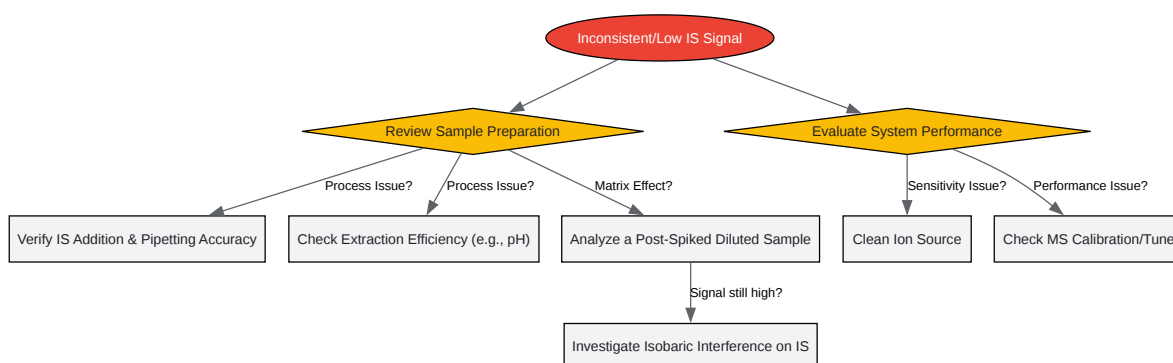 Inconsistent/Low IS Signal
Review Sample Preparation
Evaluate System Performance
Process Issue?
Process Issue?
Matrix Effect?
Sensitivity Issue?
Performance Issue?
Verify IS Addition & Pipetting Accuracy
Check Extraction Efficiency (e.g., pH)
Analyze a Post-Spiked Diluted Sample
Clean Ion Source
Check MS Calibration/Tune
Signal still high?
Investigate Isobaric Interference on IS